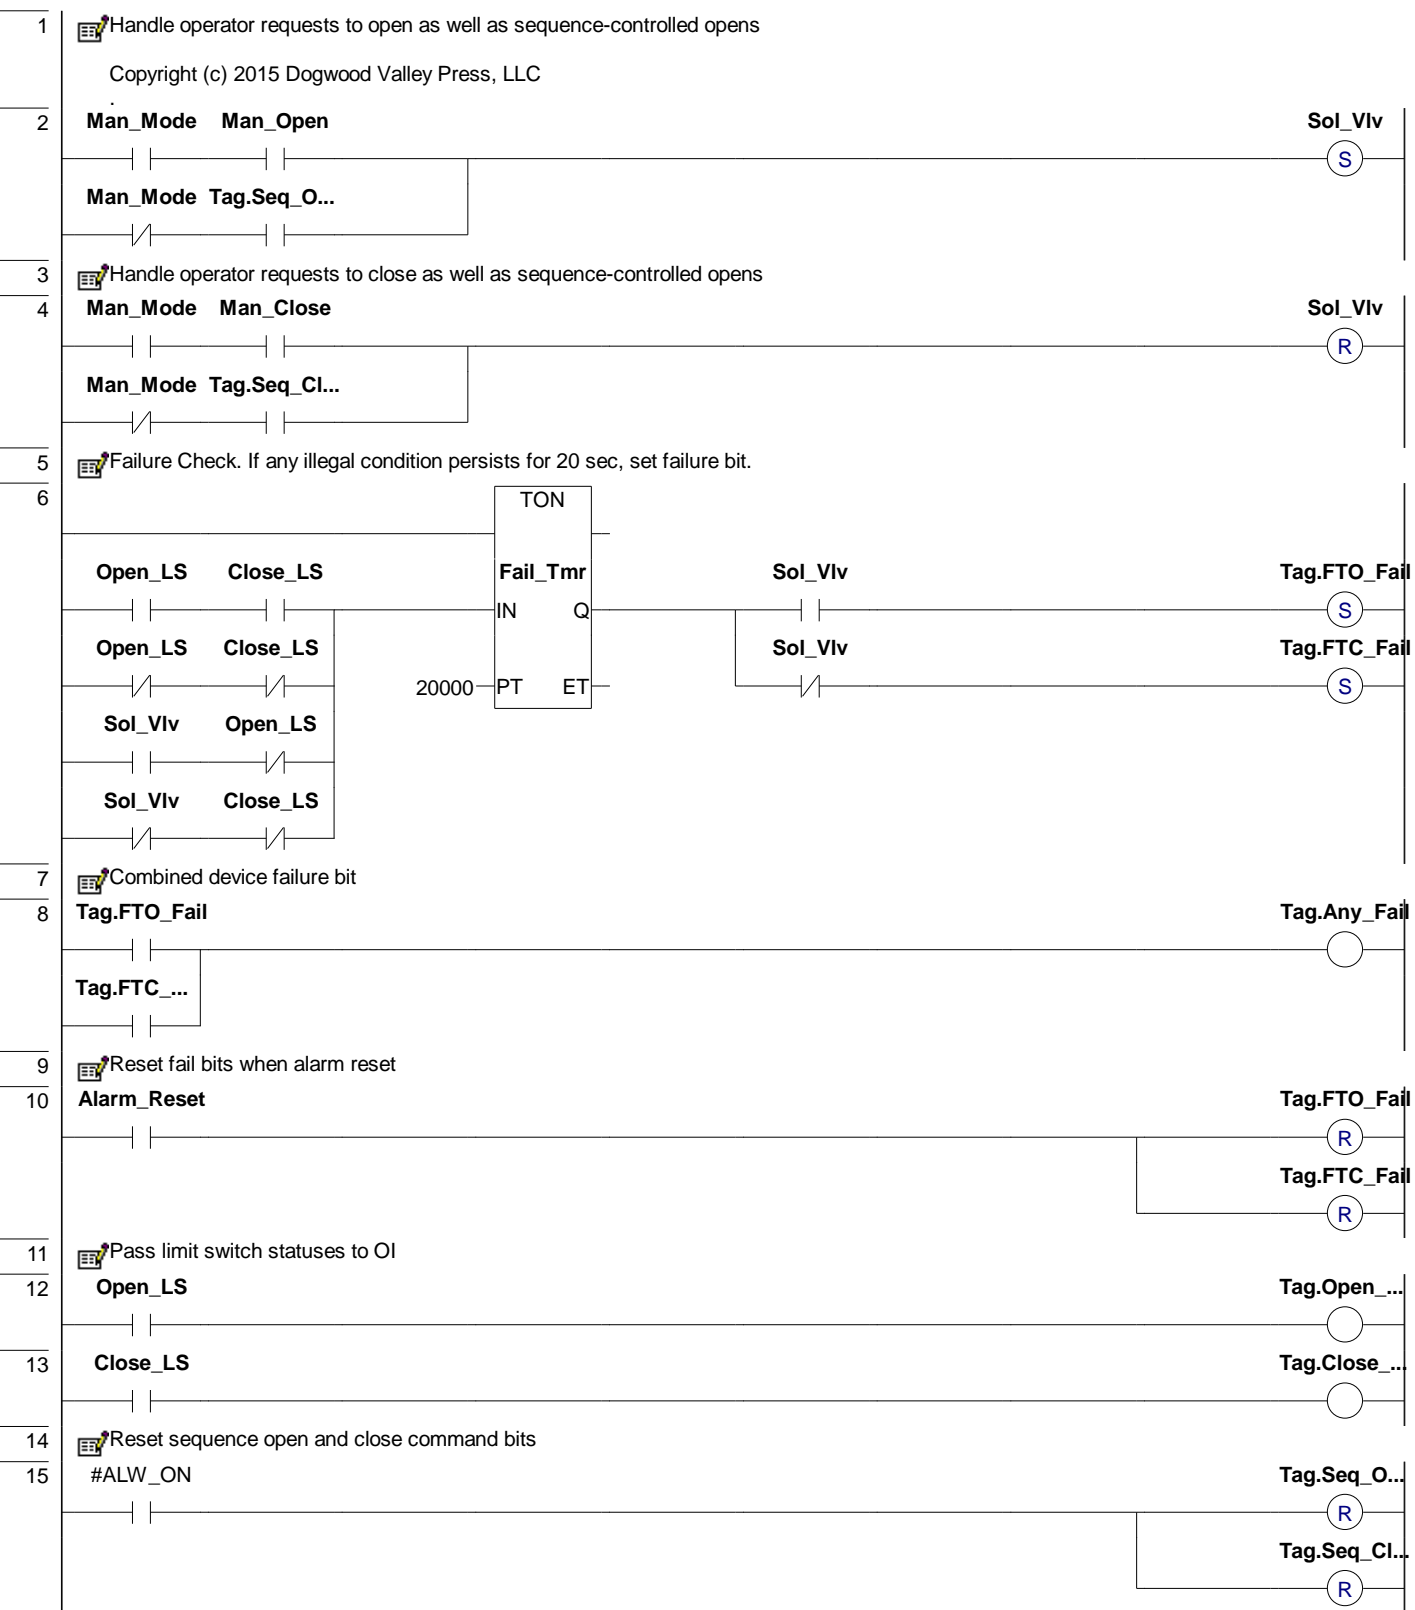 1 Handle operator requests to open as well as sequence-controlled opens
Copyright (c) 2015 Dogwood Valley Press, LLC
.
2 Man_Mode Man_Open Sol_Vlv
S
Man_Mode Tag.Seq_O...
3 Handle operator requests to close as well as sequence-controlled opens
4 Man_Mode Man_Close Sol_Vlv
R
Man_Mode Tag.Seq_Cl...
5 Failure Check. If any illegal condition persists for 20 sec, set failure bit.
6 TON
Open_LS Close_LS Fail_Tmr Sol_Vlv Tag.FTO_Fail
IN Q S
Open_LS Close_LS Sol_Vlv Tag.FTC_Fail
20000 PT ET S
Sol_Vlv Open_LS
Sol_Vlv Close_LS
7 Combined device failure bit
8 Tag.FTO_Fail Tag.Any_Fail
Tag.FTC_...
9 Reset fail bits when alarm reset
10 Alarm_Reset Tag.FTO_Fail
R
Tag.FTC_Fail
R
11 Pass limit switch statuses to OI
12 Open_LS Tag.Open_...
13 Close_LS Tag.Close_...
14 Reset sequence open and close command bits
15 #ALW_ON Tag.Seq_O...
R
Tag.Seq_Cl...
R